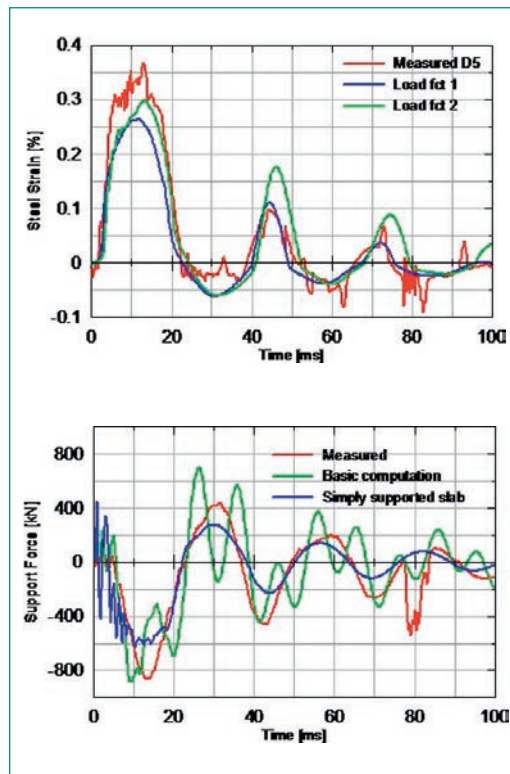 0.4
Measured D5
Load fct 1
0.3
Load fct 2
Steel Strain [%]
0.2
0.1
0
-0.1
0 20 40 60 80 100
Time [ms]
800
Measured
Basic computation
400
Simply supported slab
Support Force [kN]
0
-400
-800
0 20 40 60 80 100
Time [ms]